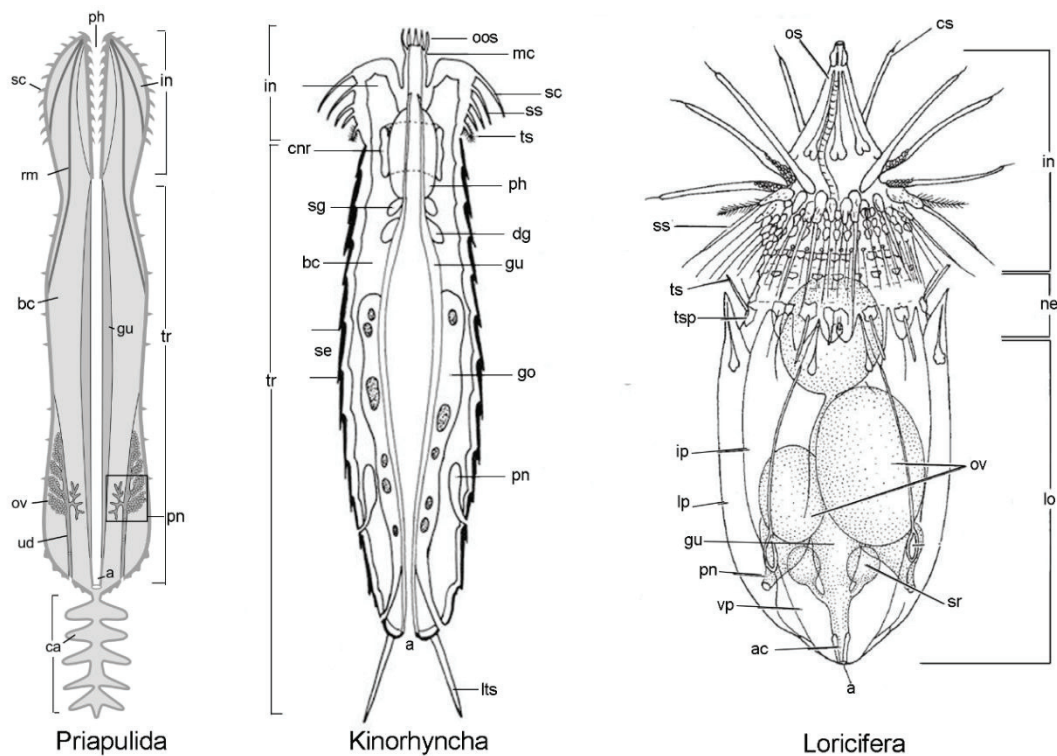 ph
sc
in
rm
bc
gu
tr
ov
pn
ud
a
ca
Priapulida
oos
mc
in
sc
ss
ts
cnr
ph
sg
dg
bc
gu
se
tr
go
pn
a
lts
Kinorhyncha
os
cs
in
ss
ts
tsp
ne
ip
ov
lp
lo
gu
pn
sr
vp
ac
a
Loricifera